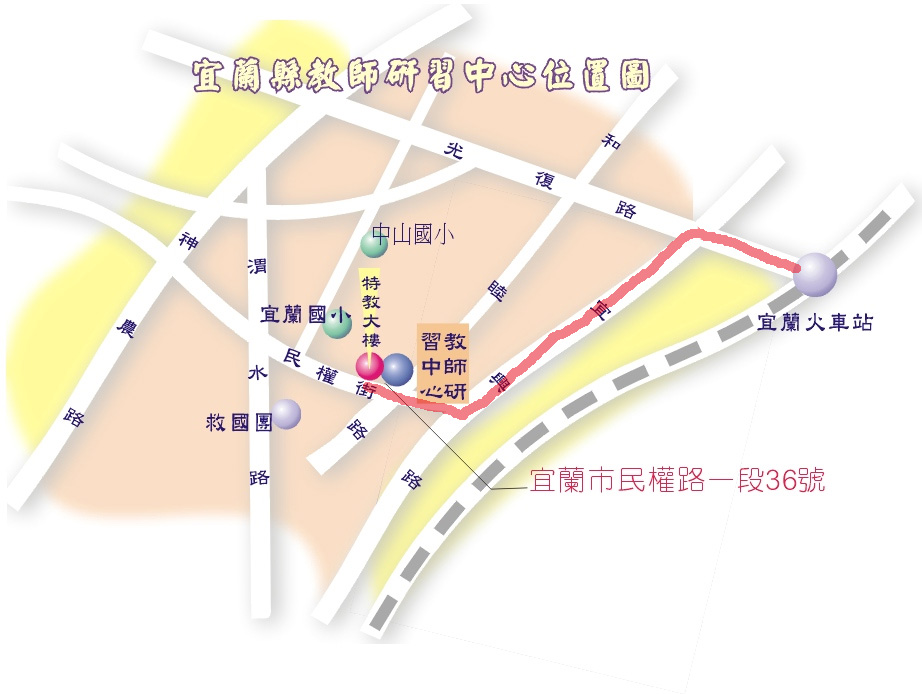 宜蘭縣教師研習中心位置圖
光復路
和睦路
中山國小
神農路
渭水路
特教大樓
宜蘭國小
宜興路
宜蘭火車站
教師研習中心
民權街
救國團
宜蘭市民權路一段36號